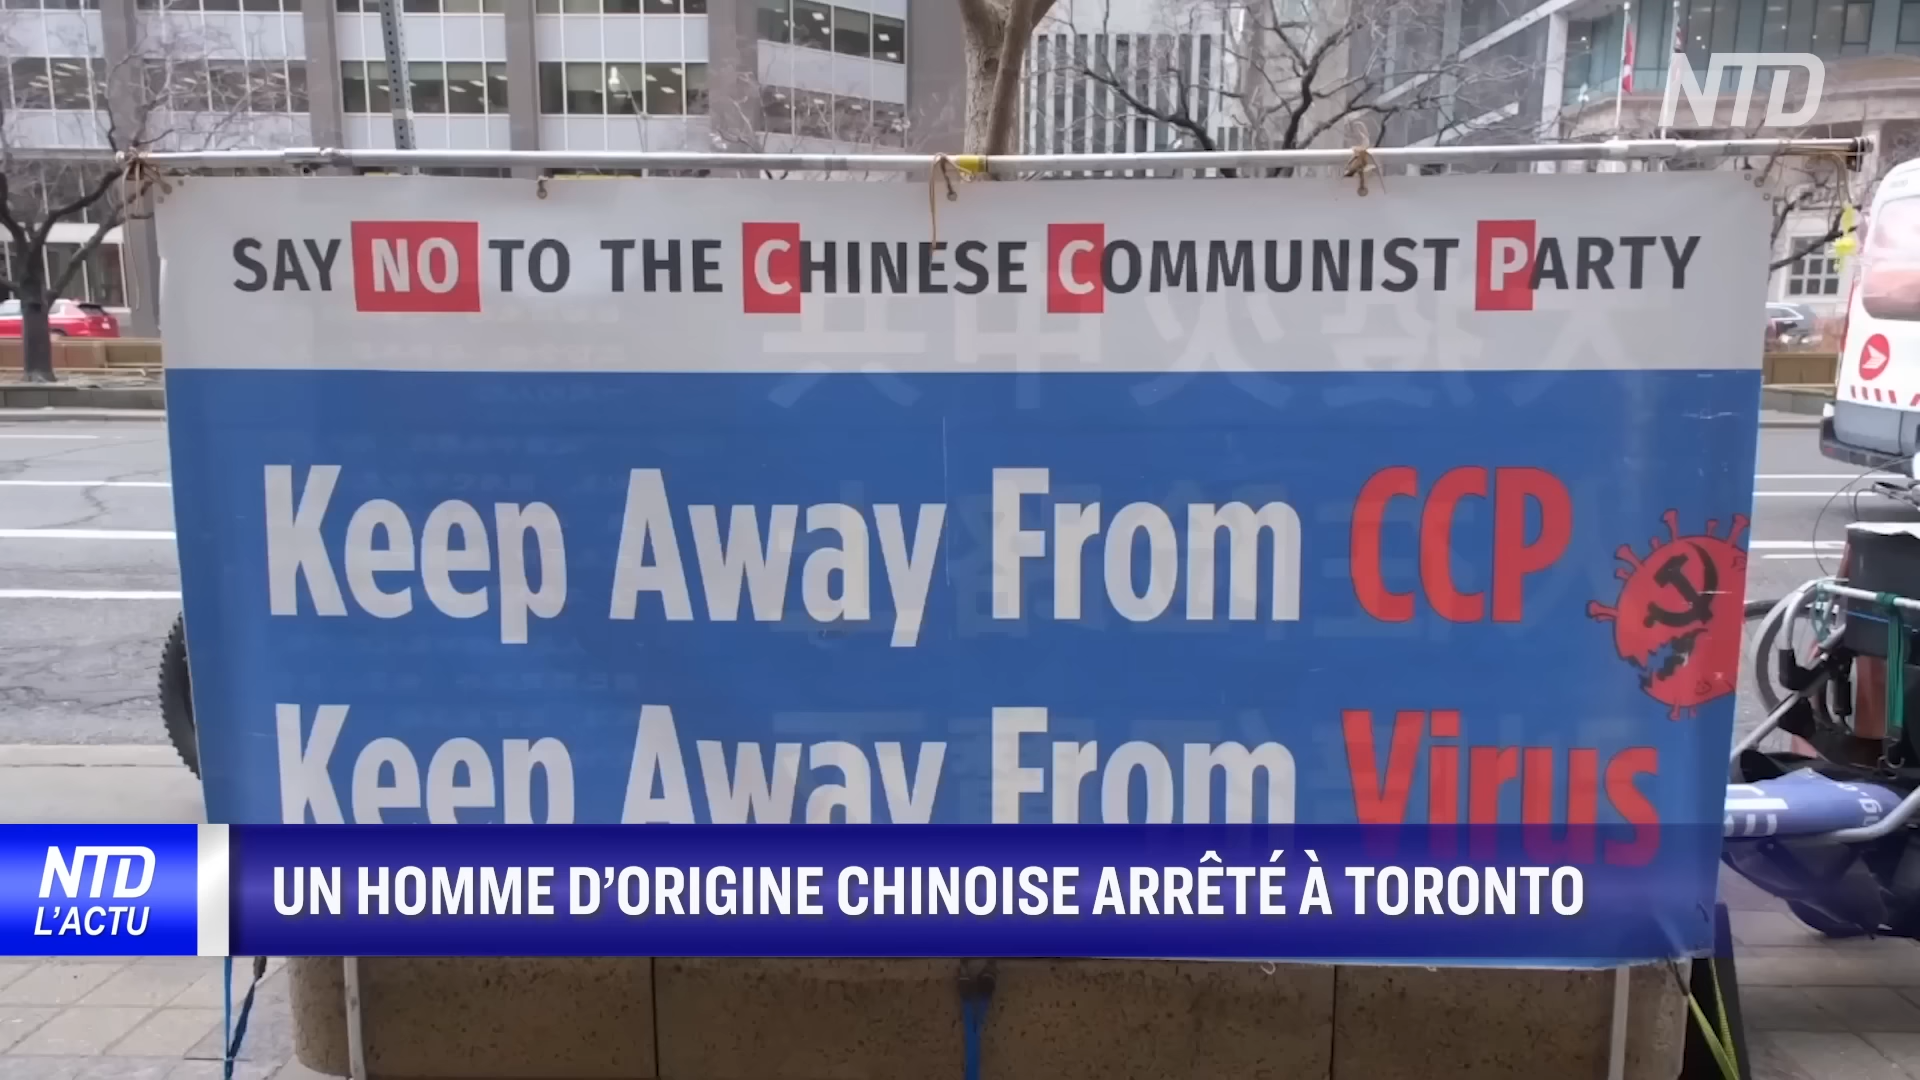 NTD
SAY NO TO THE CHINESE COMMUNIST PARTY
Keep Away From CCP
Keep Away From Virus
NTD
L'ACTU
UN HOMME D'ORIGINE CHINOISE ARRÊTÉ À TORONTO